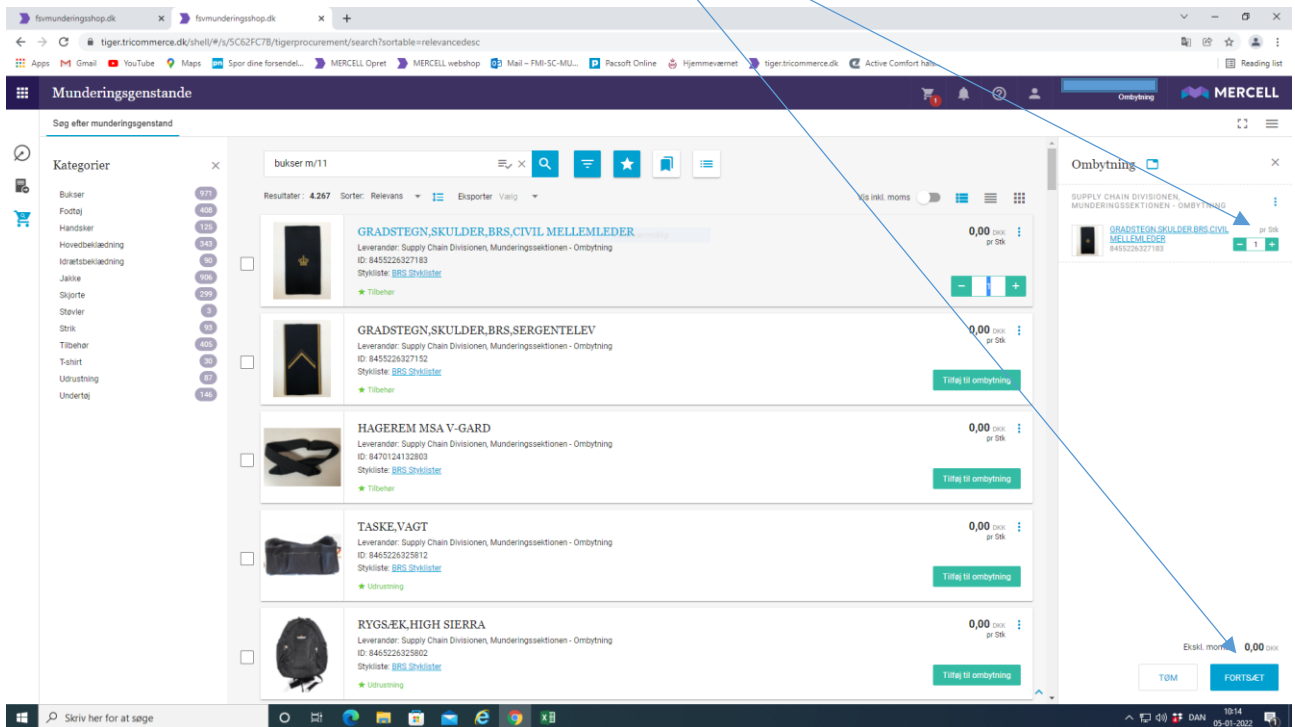 fsvmunderingsshop.dk
fsvmunderingsshop.dk
tiger.tricommerce.dk/shell/#/s/5C62FC7B/tigerprocurement/search?sortable=relevancedesc
Apps Gmail YouTube Maps Spor dine forsendel... MERCELL Opret MERCELL webshop Mail – FMI-SC-MU... Pacsoft Online Hjemmeværnet tiger.tricommerce.dk Active Comfort Reading list
Munderingsgenstande
1
Ombytning
MERCELL
Søg efter munderingsgenstand
Kategorier
Bukser 971
Fodtøj 408
Handsker 125
Hovedbeklædning 343
Idrætsbeklædning 90
Jakke 906
Skjorte 299
Støvler 3
Strik 93
Tilbehør 405
T-shirt 30
Udrustning 87
Undertøj 146
bukser m/11
Resultater: 4.267 Sorter: Relevans Eksporter Vælg Vis inkl. moms
GRADSTEGN,SKULDER,BRS,CIVIL MELLEMLEDER
Leverandør: Supply Chain Divisionen, Munderingssektionen - Ombytning
ID: 8455226327183
Stykliste: BRS Styklister
Tilbehør
0,00 DKK
pr Stk
- 1 +
GRADSTEGN,SKULDER,BRS,SERGENTELEV
Leverandør: Supply Chain Divisionen, Munderingssektionen - Ombytning
ID: 8455226327152
Stykliste: BRS Styklister
Tilbehør
0,00 DKK
pr Stk
Tilføj til ombytning
HAGEREM MSA V-GARD
Leverandør: Supply Chain Divisionen, Munderingssektionen - Ombytning
ID: 8470124132803
Stykliste: BRS Styklister
Tilbehør
0,00 DKK
pr Stk
Tilføj til ombytning
TASKE,VAGT
Leverandør: Supply Chain Divisionen, Munderingssektionen - Ombytning
ID: 8465226325812
Stykliste: BRS Styklister
Udrustning
0,00 DKK
pr Stk
Tilføj til ombytning
RYGSÆK,HIGH SIERRA
Leverandør: Supply Chain Divisionen, Munderingssektionen - Ombytning
ID: 8465226325802
Stykliste: BRS Styklister
Udrustning
0,00 DKK
pr Stk
Tilføj til ombytning
Ombytning
SUPPLY CHAIN DIVISIONEN,
MUNDERINGSSEKTIONEN - OMBYTNING
GRADSTEGN,SKULDER,BRS,CIVIL
MELLEMLEDER
8455226327183
pr Stk
- 1 +
Ekskl. moms 0,00 DKK
TØM
FORTSÆT
Skriv her for at søge
DAN
10:14
05-01-2022